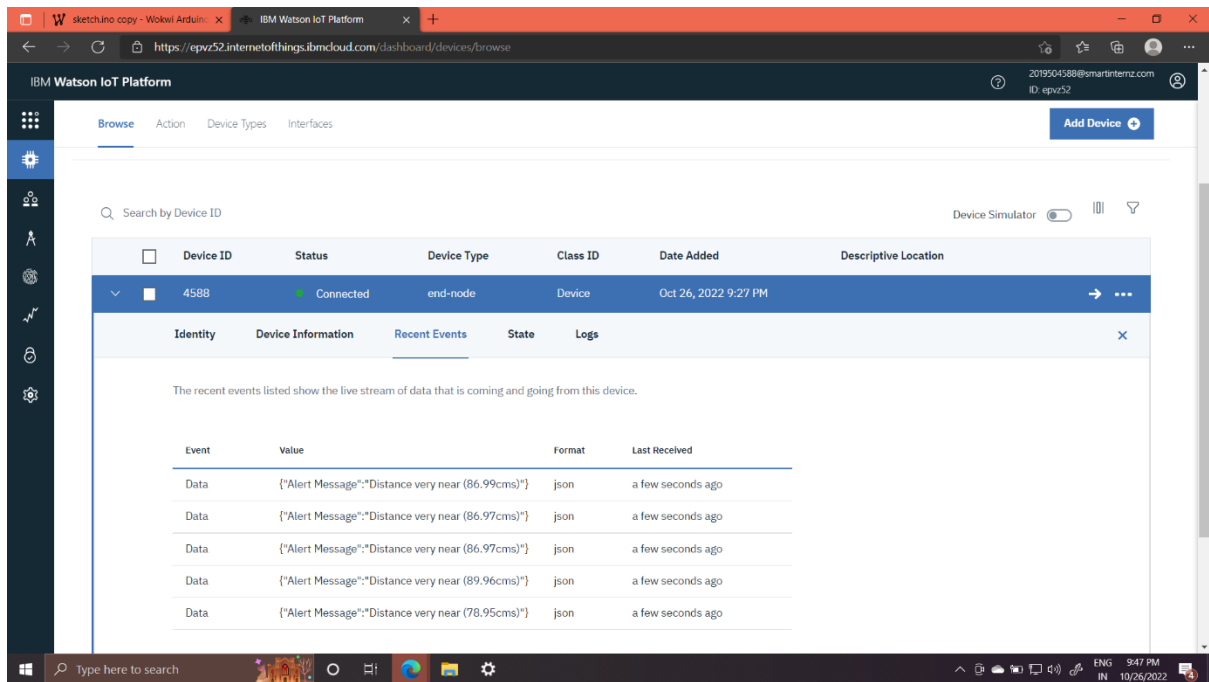 sketch.ino copy - Wokwi Arduino IBM Watson IoT Platform
https://epvz52.internetofthings.ibmcloud.com/dashboard/devices/browse
IBM Watson IoT Platform
2019504588@smartinternz.com
ID: epvz52
Browse Action Device Types Interfaces Add Device
Search by Device ID Device Simulator
Device ID Status Device Type Class ID Date Added Descriptive Location
4588 Connected end-node Device Oct 26, 2022 9:27 PM
Identity Device Information Recent Events State Logs
The recent events listed show the live stream of data that is coming and going from this device.
Event Value Format Last Received
Data {"Alert Message":"Distance very near (86.99cms)"} json a few seconds ago
Data {"Alert Message":"Distance very near (86.97cms)"} json a few seconds ago
Data {"Alert Message":"Distance very near (86.97cms)"} json a few seconds ago
Data {"Alert Message":"Distance very near (89.96cms)"} json a few seconds ago
Data {"Alert Message":"Distance very near (78.95cms)"} json a few seconds ago
Type here to search ENG 9:47 PM
IN 10/26/2022 4